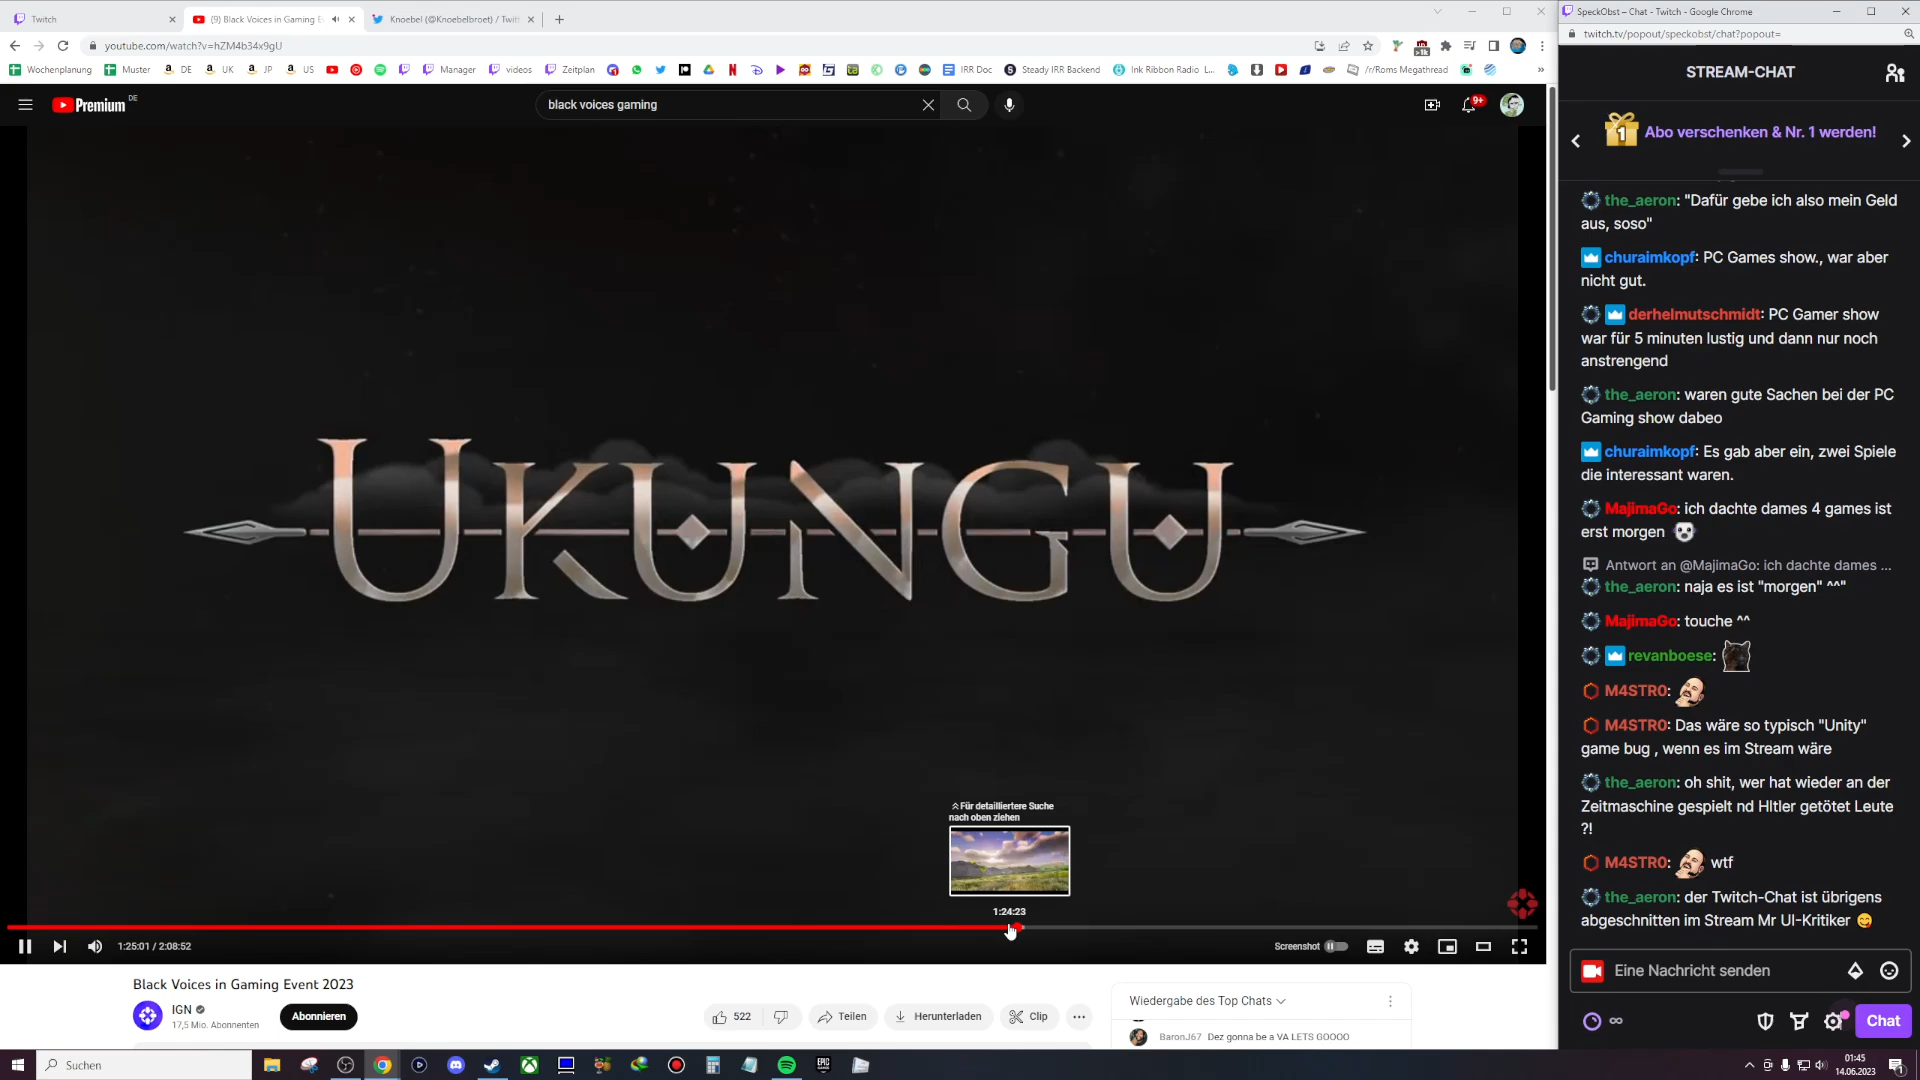 Twitch
(9) Black Voices in Gaming E
Knoebel (@Knoebelbroet) / Twitt
SpeckObst – Chat - Twitch - Google Chrome
youtube.com/watch?v=hZM4b34x9gU
twitch.tv/popout/speckobst/chat?popout=
Wochenplanung
Muster
DE
UK
JP
US
Manager
videos
Zeitplan
IRR Doc
Steady IRR Backend
Ink Ribbon Radio L...
/r/Roms Megathread
Premium DE
black voices gaming
9+
STREAM-CHAT
Abo verschenken & Nr. 1 werden!
the_aeron: "Dafür gebe ich also mein Geld
aus, soso"
churaimkopf: PC Games show., war aber
nicht gut.
derhelmutschmidt: PC Gamer show
war für 5 minuten lustig und dann nur noch
anstrengend
the_aeron: waren gute Sachen bei der PC
Gaming show dabeo
churaimkopf: Es gab aber ein, zwei Spiele
die interessant waren.
MajimaGo: ich dachte dames 4 games ist
erst morgen
Antwort an @MajimaGo: ich dachte dames ...
the_aeron: naja es ist "morgen" ^^"
MajimaGo: touche ^^
revanboese:
M4STR0:
M4STR0: Das wäre so typisch "Unity"
game bug , wenn es im Stream wäre
the_aeron: oh shit, wer hat wieder an der
Zeitmaschine gespielt nd HItler getötet Leute
?!
M4STR0: wtf
the_aeron: der Twitch-Chat ist übrigens
abgeschnitten im Stream Mr UI-Kritiker
Eine Nachricht senden
Chat
UKUNGU
Für detailliertere Suche
nach oben ziehen
1:24:23
1:25:01 / 2:08:52
Screenshot
Black Voices in Gaming Event 2023
IGN
17,5 Mio. Abonnenten
Abonnieren
522
Teilen
Herunterladen
Clip
Wiedergabe des Top Chats
BaronJ67 Dez gonna be a VA LETS GOOOO
Suchen
01:45
14.06.2023